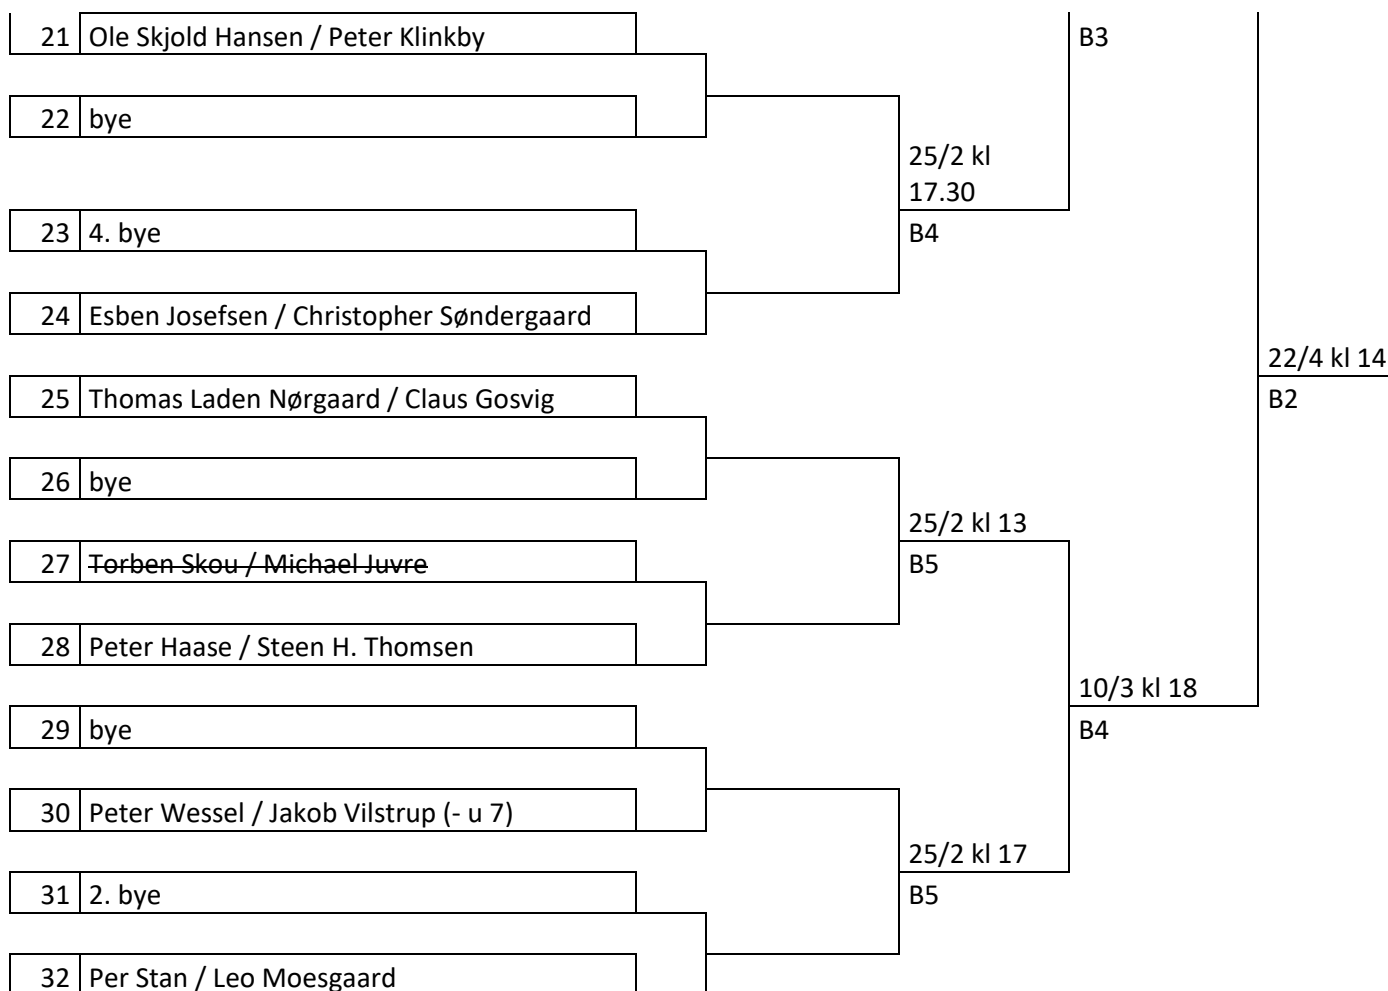 21 Ole Skjold Hansen / Peter Klinkby
B3
22 bye
25/2 kl
17.30
23 4. bye
B4
24 Esben Josefsen / Christopher Søndergaard
22/4 kl 14
25 Thomas Laden Nørgaard / Claus Gosvig
B2
26 bye
25/2 kl 13
27 Torben Skou / Michael Juvre
B5
28 Peter Haase / Steen H. Thomsen
10/3 kl 18
29 bye
B4
30 Peter Wessel / Jakob Vilstrup (- u 7)
25/2 kl 17
31 2. bye
B5
32 Per Stan / Leo Moesgaard